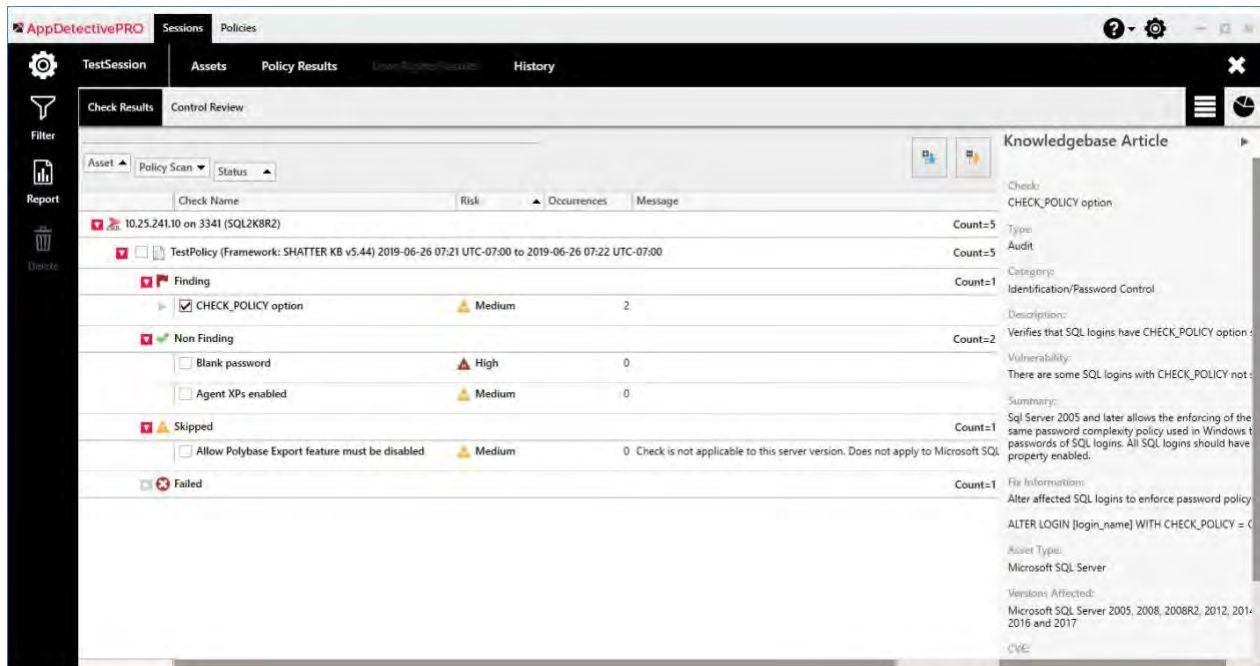 AppDetectivePRO Sessions Policies
TestSession Assets Policy Results History
Filter
Report
Delete
Check Results Control Review
Asset Policy Scan Status
Check Name Risk Occurrences Message
10.25.241.10 on 3341 (SQL2K8R2) Count=5
TestPolicy (Framework: SHATTER KB v5.44) 2019-06-26 07:21 UTC-07:00 to 2019-06-26 07:22 UTC-07:00 Count=5
Finding Count=1
CHECK_POLICY option Medium 2
Non Finding Count=2
Blank password High 0
Agent XPs enabled Medium 0
Skipped Count=1
Allow Polybase Export feature must be disabled Medium 0 Check is not applicable to this server version. Does not apply to Microsoft SQL
Failed Count=1
Knowledgebase Article
Check:
CHECK_POLICY option
Type:
Audit
Category:
Identification/Password Control
Description:
Verifies that SQL logins have CHECK_POLICY option
Vulnerability:
There are some SQL logins with CHECK_POLICY not
Summary:
Sql Server 2005 and later allows the enforcing of the
same password complexity policy used in Windows
passwords of SQL logins. All SQL logins should have
property enabled.
Fix Information:
Alter affected SQL logins to enforce password policy
ALTER LOGIN [login_name] WITH CHECK_POLICY =
Asset Type:
Microsoft SQL Server
Versions Affected:
Microsoft SQL Server 2005, 2008, 2008R2, 2012, 2014
2016 and 2017
CVE: